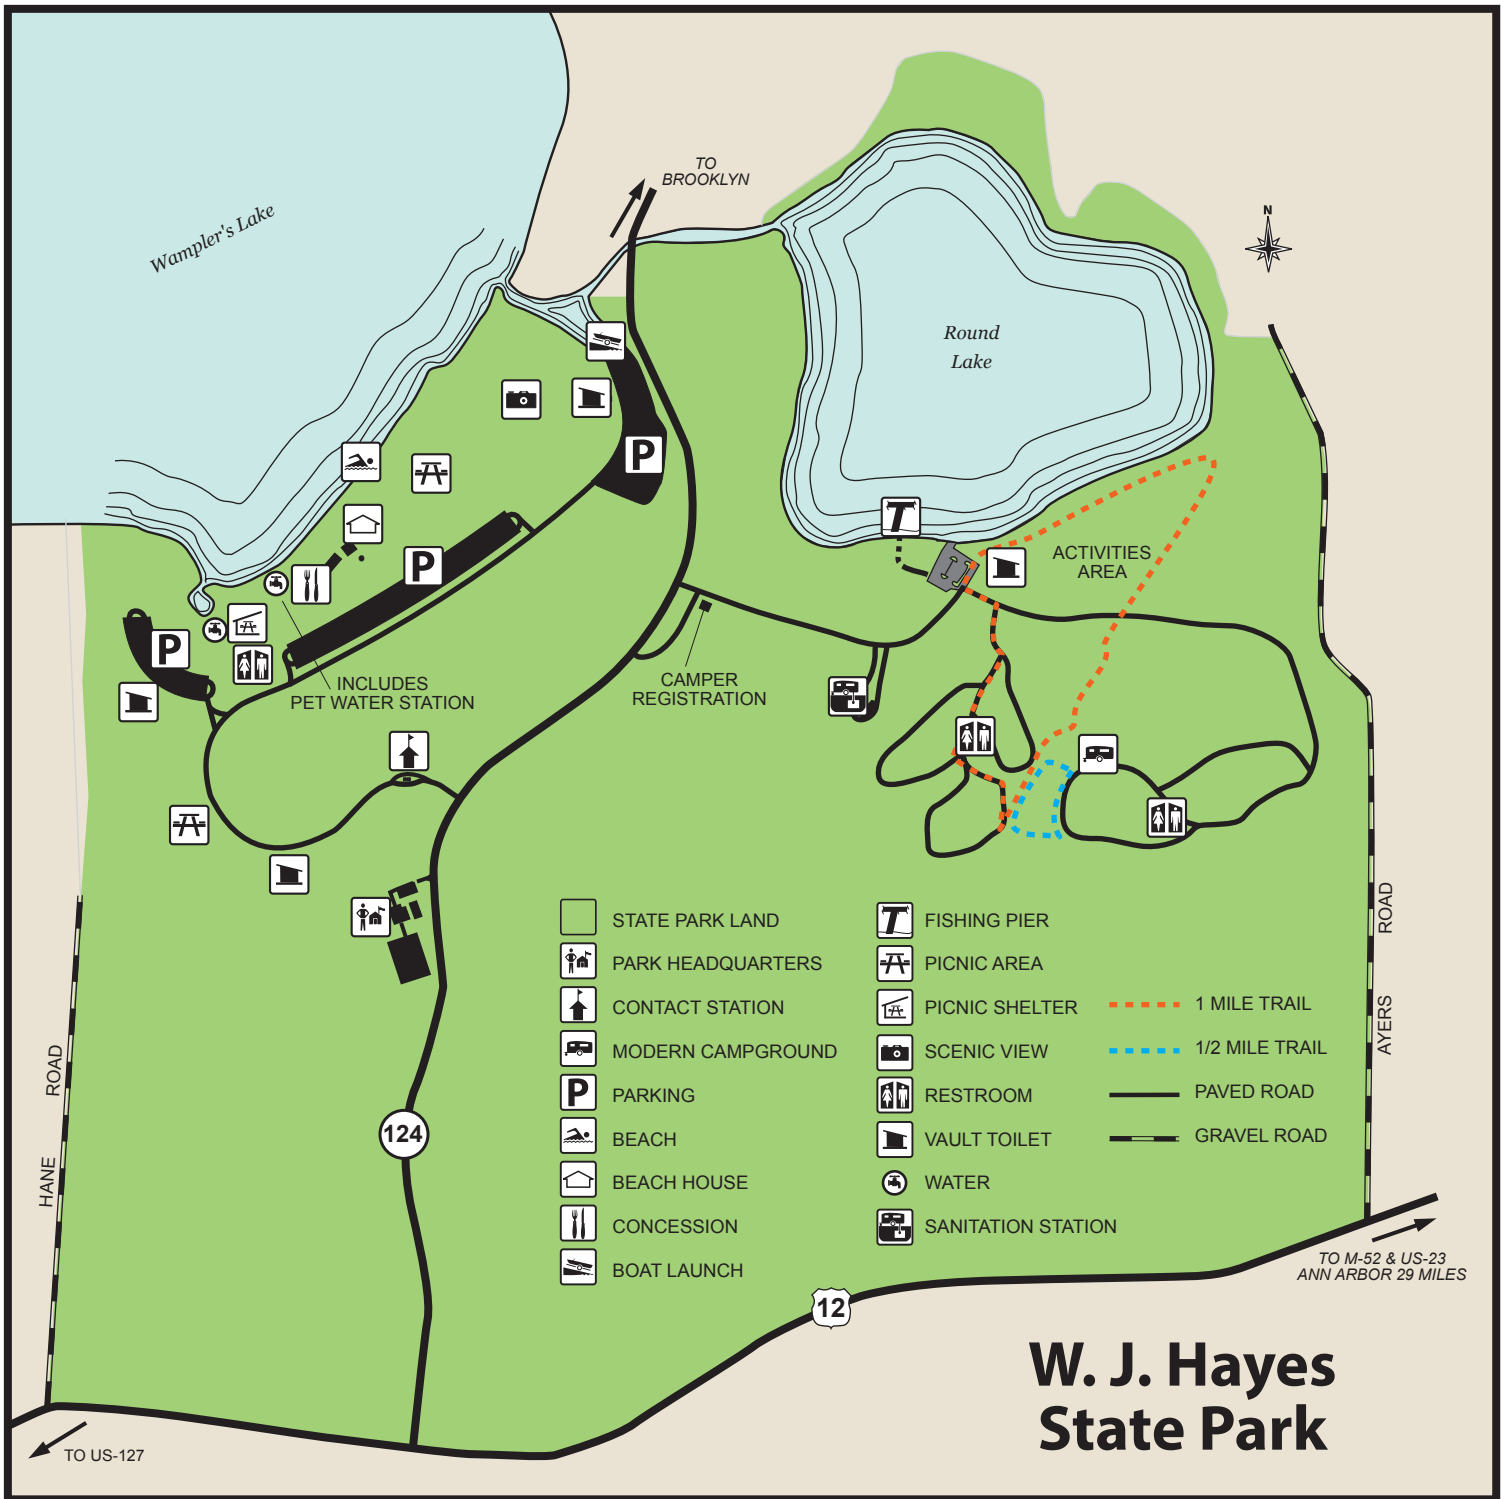 TO
BROOKLYN
Wampler's Lake
N
Round
Lake
P
P
P
ACTIVITIES
AREA
INCLUDES
PET WATER STATION
CAMPER
REGISTRATION
STATE PARK LAND
PARK HEADQUARTERS
CONTACT STATION
MODERN CAMPGROUND
P PARKING
BEACH
BEACH HOUSE
CONCESSION
BOAT LAUNCH
FISHING PIER
PICNIC AREA
PICNIC SHELTER
SCENIC VIEW
RESTROOM
VAULT TOILET
WATER
SANITATION STATION
1 MILE TRAIL
1/2 MILE TRAIL
PAVED ROAD
GRAVEL ROAD
HANE ROAD
AYERS ROAD
124
12
TO M-52 & US-23
ANN ARBOR 29 MILES
TO US-127
W. J. Hayes
State Park